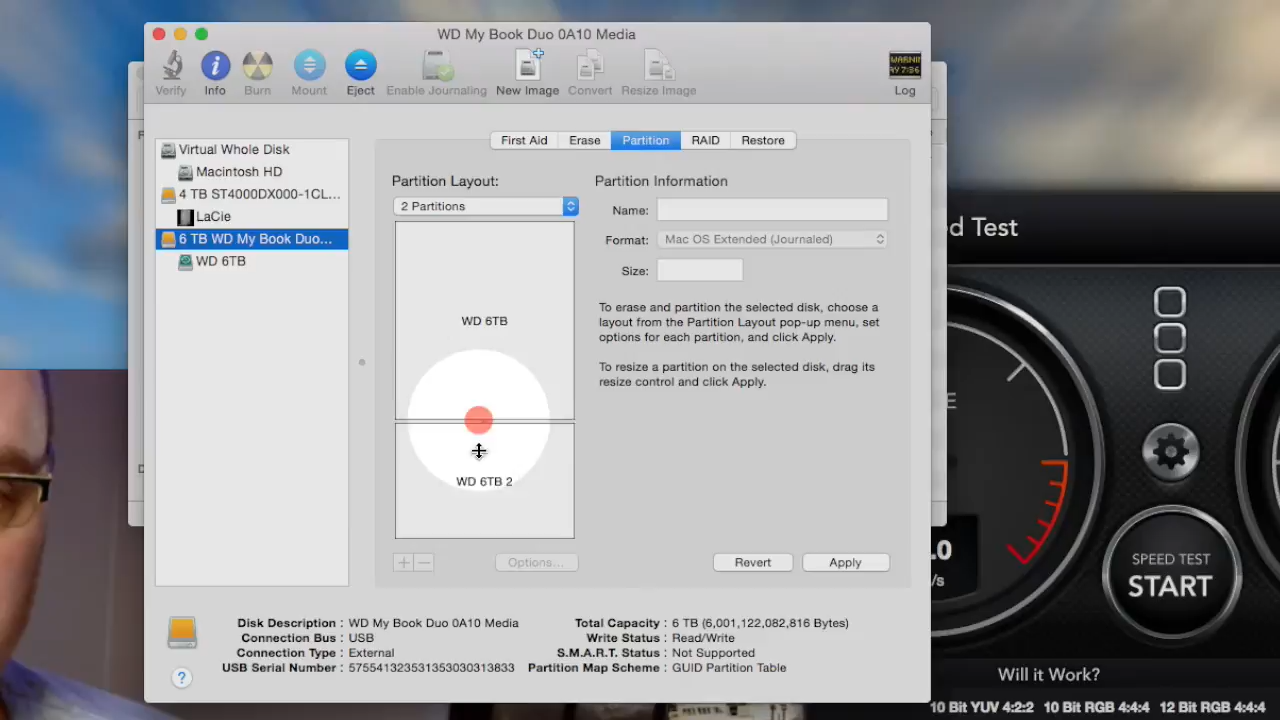 WD My Book Duo 0A10 Media
Verify
Info
Burn
Mount
Eject
Enable Journaling
New Image
Convert
Resize Image
WARNIN
AY 7:36
Log
First Aid
Erase
Partition
RAID
Restore
Virtual Whole Disk
Macintosh HD
4 TB ST4000DX000-1CL...
LaCie
6 TB WD My Book Duo...
WD 6TB
Partition Layout:
2 Partitions
WD 6TB
WD 6TB 2
+ −
Options...
Partition Information
Name:
Format: Mac OS Extended (Journaled)
Size:
To erase and partition the selected disk, choose a
layout from the Partition Layout pop-up menu, set
options for each partition, and click Apply.
To resize a partition on the selected disk, drag its
resize control and click Apply.
Revert
Apply
Disk Description : WD My Book Duo 0A10 Media
Connection Bus : USB
Connection Type : External
USB Serial Number : 575541323531353030313833
Total Capacity : 6 TB (6,001,122,082,816 Bytes)
Write Status : Read/Write
S.M.A.R.T. Status : Not Supported
Partition Map Scheme : GUID Partition Table
?
d Test
E
.0
/s
SPEED TEST
START
Will it Work?
10 Bit YUV 4:2:2 10 Bit RGB 4:4:4 12 Bit RGB 4:4:4